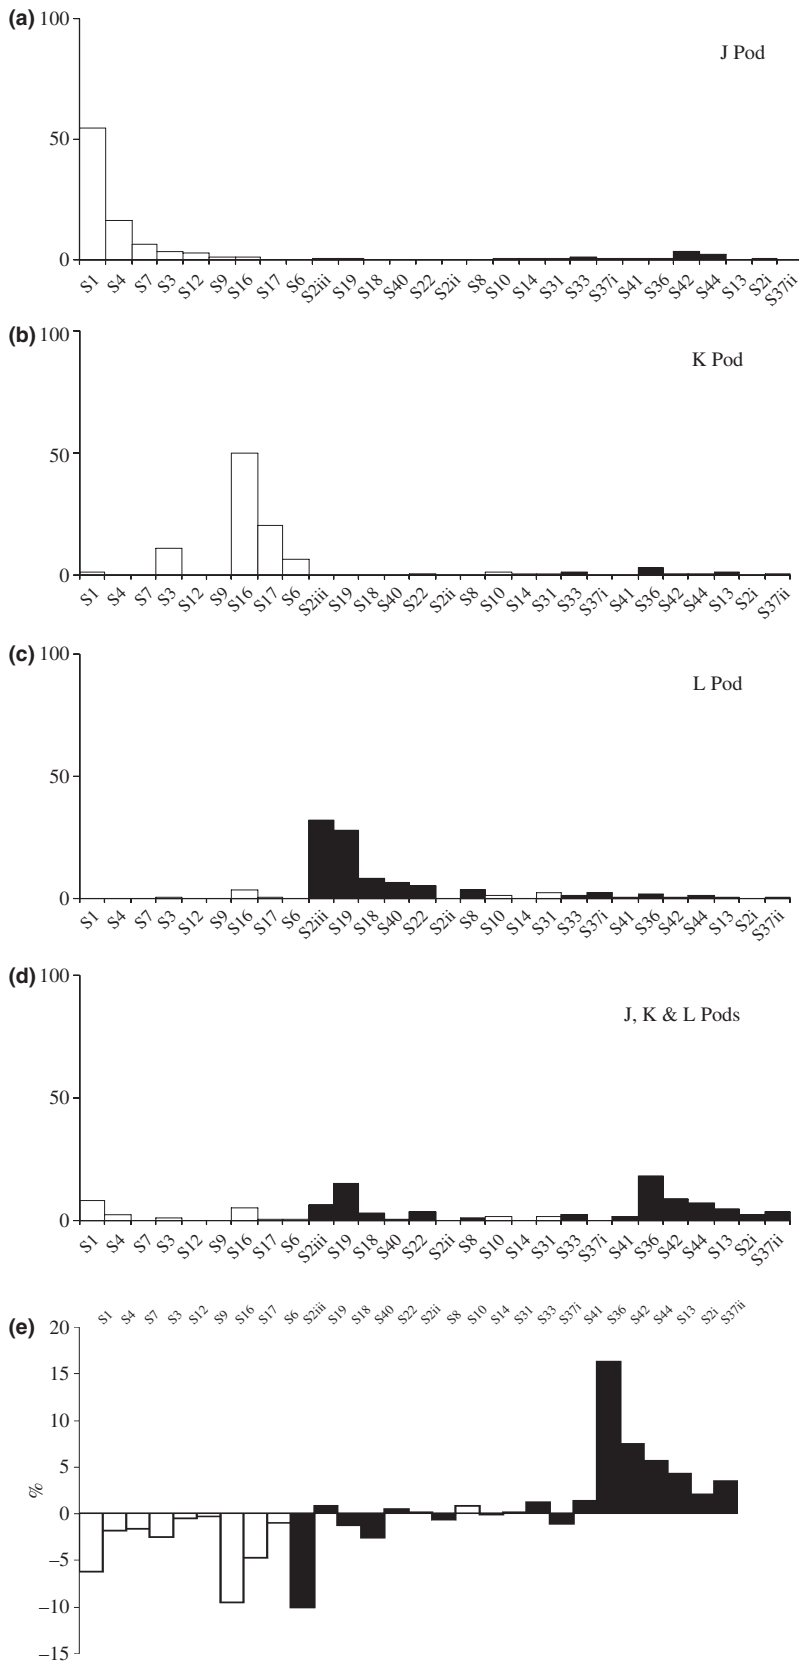 (a) 100
J Pod
50
0
S1 S4 S7 S3 S12 S9 S16 S17 S6 S2iii S19 S18 S40 S22 S2ii S8 S10 S14 S31 S33 S37i S41 S36 S42 S44 S13 S2i S37ii
(b) 100
K Pod
50
0
S1 S4 S7 S3 S12 S9 S16 S17 S6 S2iii S19 S18 S40 S22 S2ii S8 S10 S14 S31 S33 S37i S41 S36 S42 S44 S13 S2i S37ii
(c) 100
L Pod
50
0
S1 S4 S7 S3 S12 S9 S16 S17 S6 S2iii S19 S18 S40 S22 S2ii S8 S10 S14 S31 S33 S37i S41 S36 S42 S44 S13 S2i S37ii
(d) 100
J, K & L Pods
50
0
S1 S4 S7 S3 S12 S9 S16 S17 S6 S2iii S19 S18 S40 S22 S2ii S8 S10 S14 S31 S33 S37i S41 S36 S42 S44 S13 S2i S37ii
S1 S4 S7 S3 S12 S9 S16 S17 S6 S2iii S19 S18 S40 S22 S2ii S8 S10 S14 S31 S33 S37i S41 S36 S42 S44 S13 S2i S37ii
(e) 20
15
10
5
%
0
−5
−10
−15